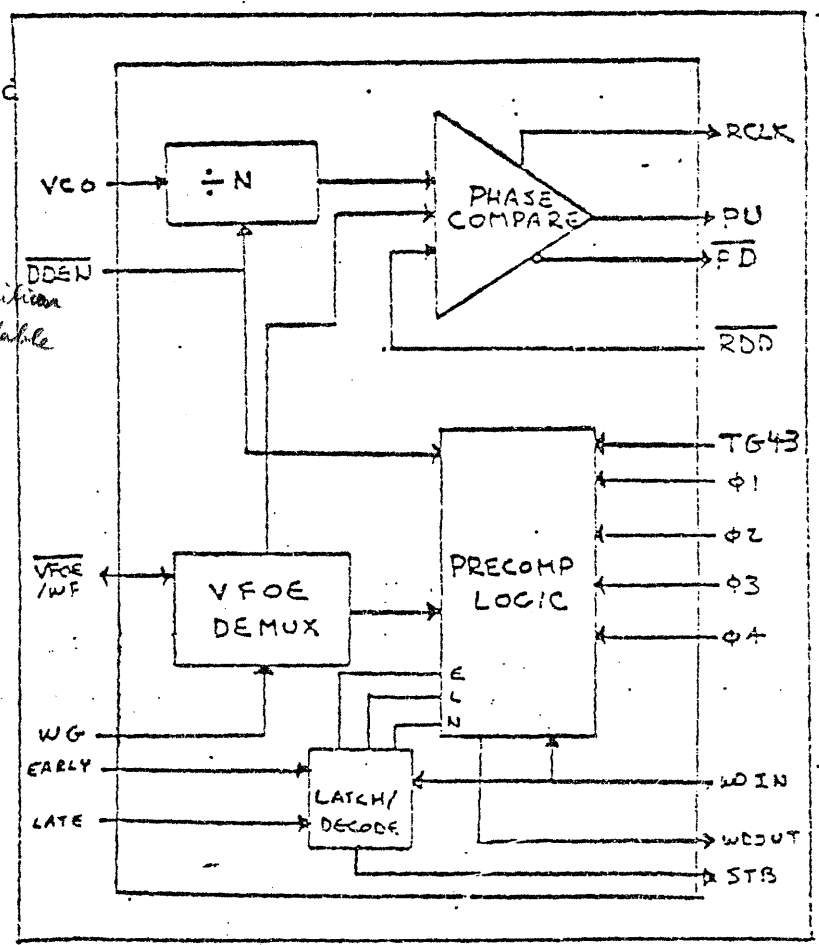 RCLK
VCO
÷ N
PHASE
COMPARE
PU
DDEN
PD
RDD
TG43
φ1
φ2
VFOE
/WF
VFOE
DEMUX
PRECOMP
LOGIC
φ3
φ4
E
L
N
WG
EARLY
LATE
LATCH/
DECODE
WDIN
WDOUT
STB